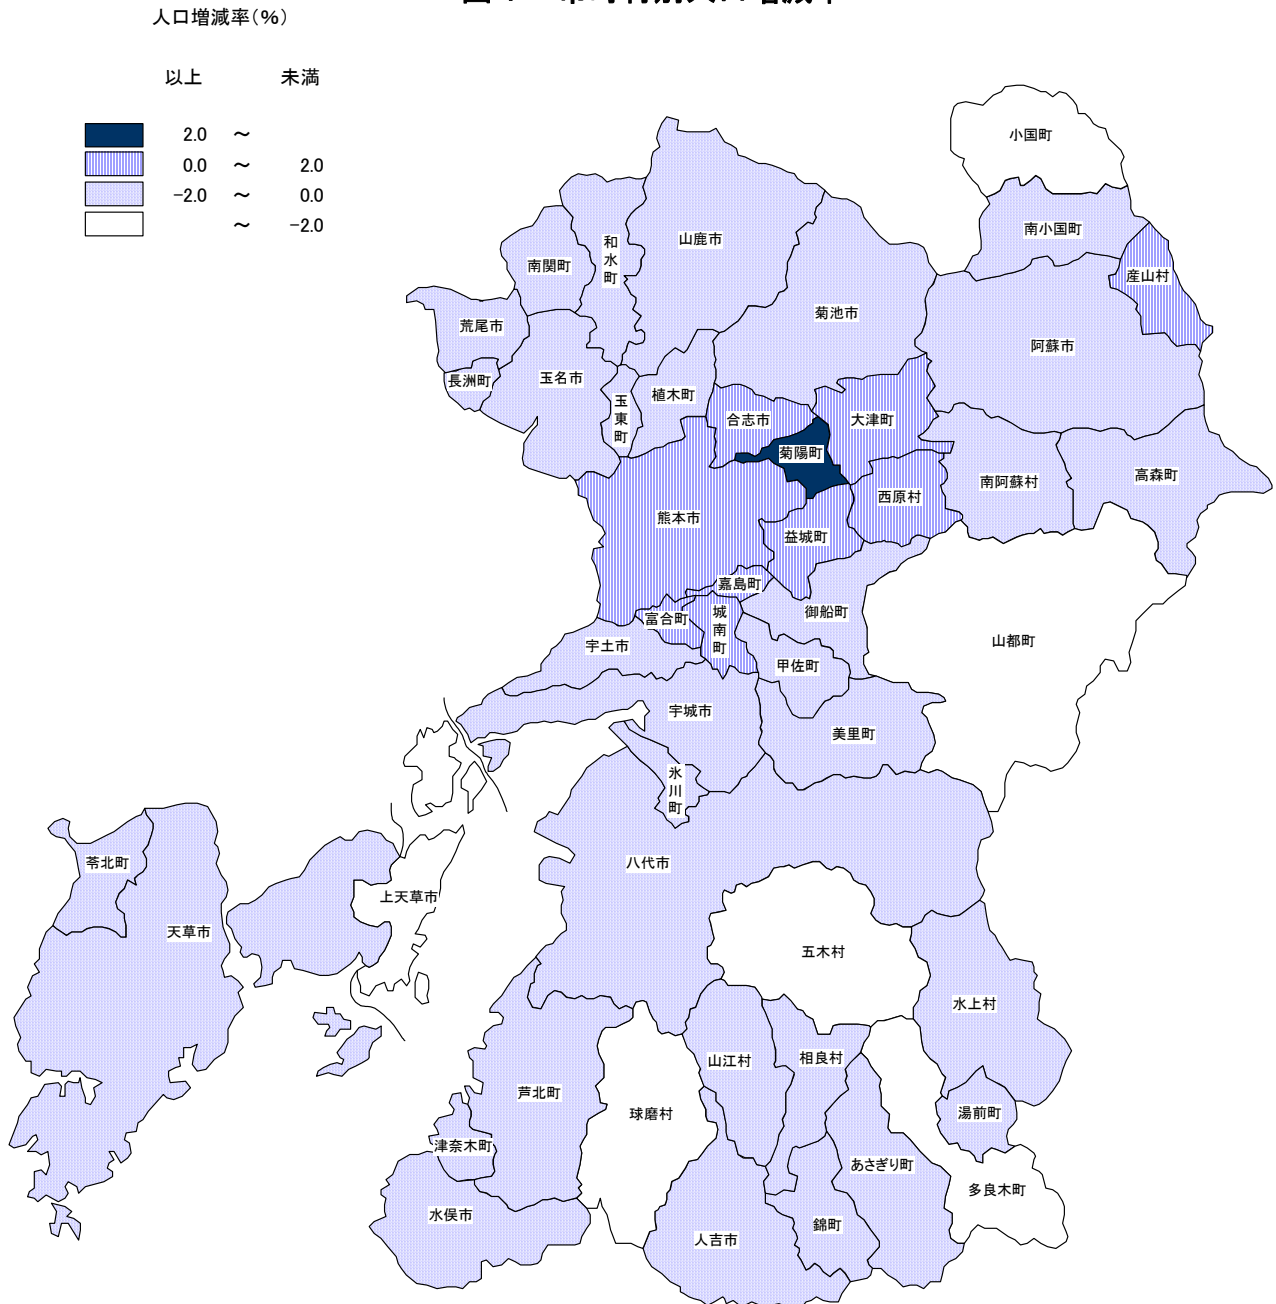 人口増減率(%)
以上 未満
2.0 ～
0.0 ～ 2.0
-2.0 ～ 0.0
～ -2.0
小国町
南小国町
産山村
山鹿市
和水町
南関町
菊池市
荒尾市
阿蘇市
長洲町
玉名市
玉東町
植木町
合志市
大津町
菊陽町
南阿蘇村
高森町
西原村
熊本市
益城町
嘉島町
富合町
城南町
御船町
宇土市
山都町
甲佐町
宇城市
美里町
氷川町
苓北町
八代市
上天草市
天草市
五木村
水上村
山江村
相良村
芦北町
球磨村
湯前町
津奈木町
あさぎり町
多良木町
水俣市
錦町
人吉市